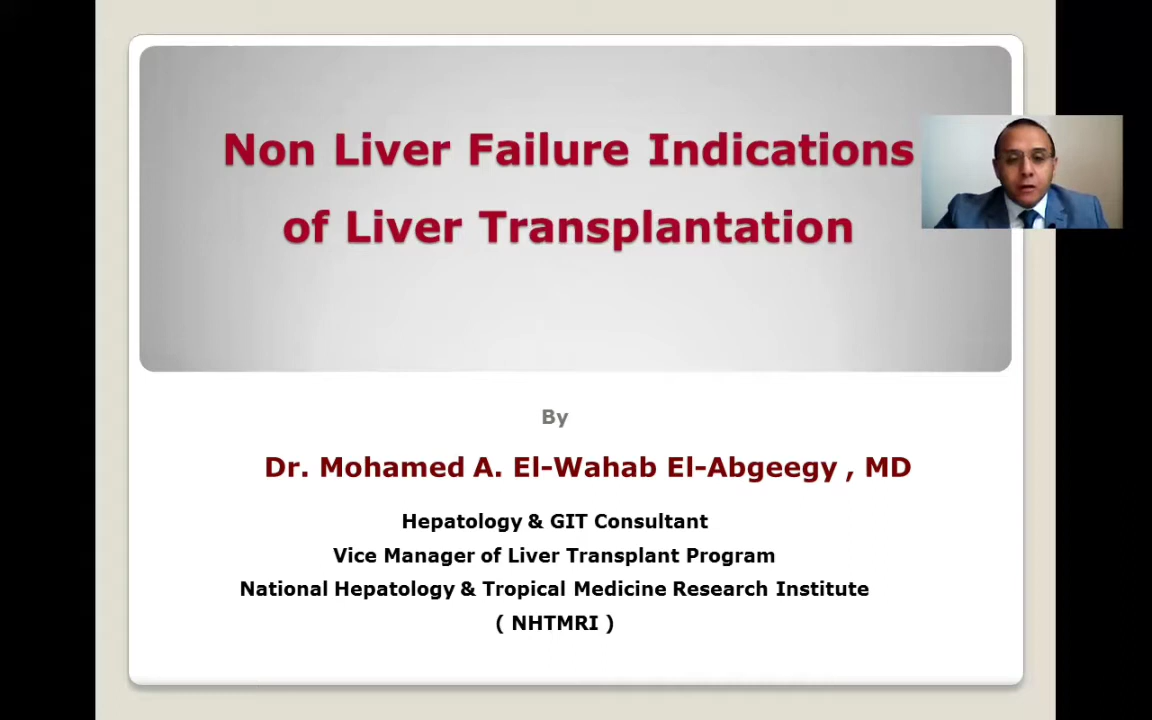 Non Liver Failure Indications
of Liver Transplantation
By
Dr. Mohamed A. El-Wahab El-Abgeegy , MD
Hepatology & GIT Consultant
Vice Manager of Liver Transplant Program
National Hepatology & Tropical Medicine Research Institute
( NHTMRI )